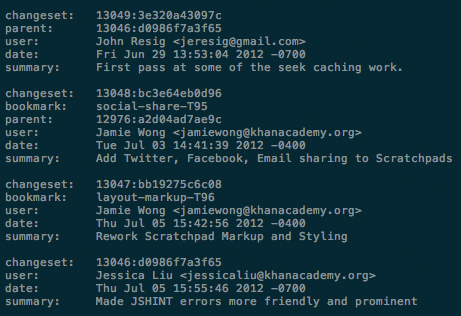 changeset:   13049:3e320a43097c
parent:      13046:d0986f7a3f65
user:        John Resig <jeresig@gmail.com>
date:        Fri Jun 29 13:53:04 2012 -0700
summary:     First pass at some of the seek caching work.

changeset:   13048:bc3e64eb0d96
bookmark:    social-share-T95
parent:      12976:a2d04ad7ae9c
user:        Jamie Wong <jamiewong@khanacademy.org>
date:        Tue Jul 03 14:41:39 2012 -0400
summary:     Add Twitter, Facebook, Email sharing to Scratchpads

changeset:   13047:bb19275c6c08
bookmark:    layout-markup-T96
user:        Jamie Wong <jamiewong@khanacademy.org>
date:        Thu Jul 05 15:42:56 2012 -0400
summary:     Rework Scratchpad Markup and Styling

changeset:   13046:d0986f7a3f65
user:        Jessica Liu <jessicaliu@khanacademy.org>
date:        Thu Jul 05 15:55:46 2012 -0700
summary:     Made JSHINT errors more friendly and prominent